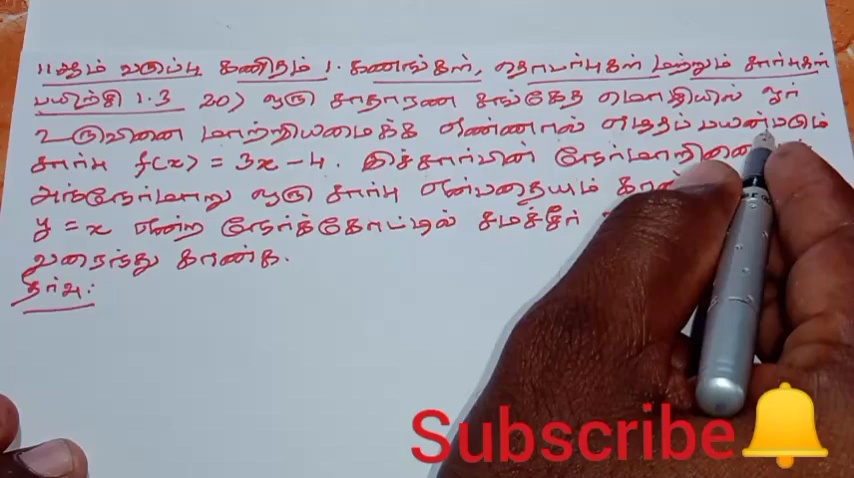 11ஆம் வகுப்பு கணிதம் 1. கணங்கள், தொடர்புகள் மற்றும் சார்புகள்
பயிற்சி 1.3 20) ஒரு சாதாரண சங்கேத மொழியில் ஓர்
உருவினை மாற்றியமைக்க எண்ணால் எழுதப் பயன்படும்
சார்பு f(x) = 3x - 4. இச்சார்பின் நேர்மாறினை
அந்நேர்மாறு ஒரு சார்பு என்பதையும்
y = x என்ற நேர்க்கோட்டில் சமச்சீர்
வரைந்து காண்க.
தீர்வு:
Subscribe